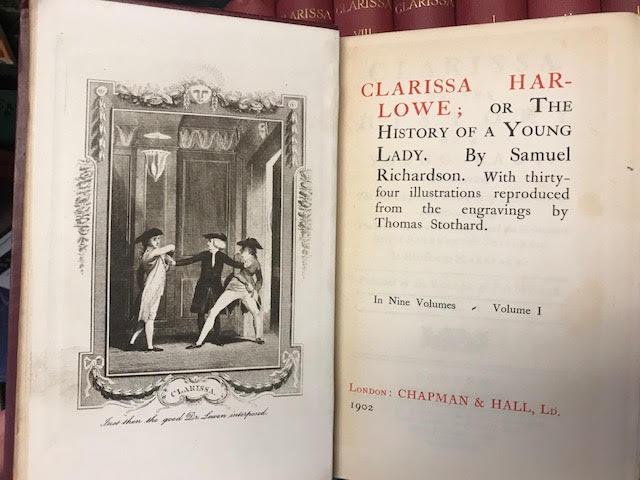 CLARISSA
VIII
CLARISSA
CLARISSA
I
CLARISSA.
Just then the good Dr. Lewen interposed.
CLARISSA HAR-
LOWE; OR THE
HISTORY OF A YOUNG
LADY. By Samuel
Richardson. With thirty-
four illustrations reproduced
from the engravings by
Thomas Stothard.
In Nine Volumes - Volume I
LONDON: CHAPMAN & HALL, LD.
1902